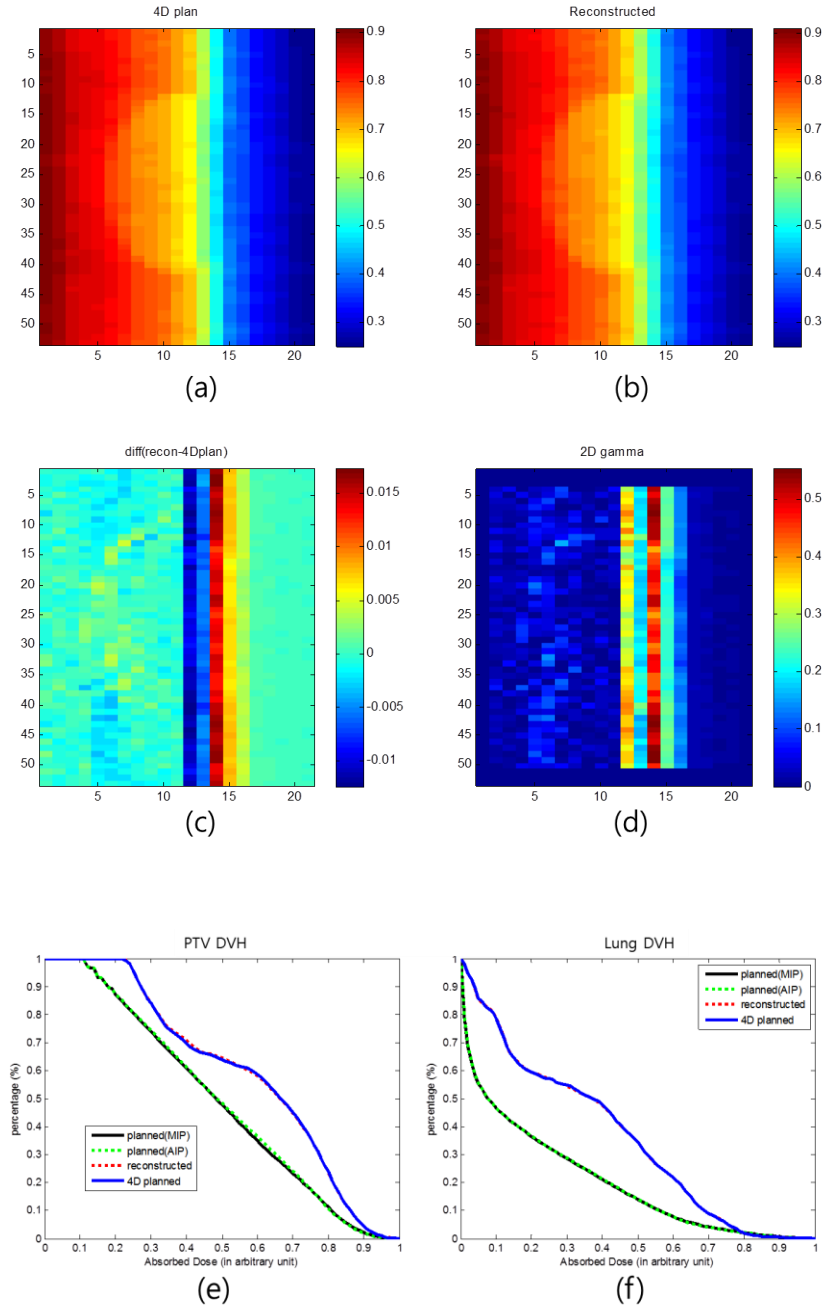 4D plan
5
10
15
20
25
30
35
40
45
50
5 10 15 20
0.9
0.8
0.7
0.6
0.5
0.4
0.3
(a)
Reconstructed
5
10
15
20
25
30
35
40
45
50
5 10 15 20
0.9
0.8
0.7
0.6
0.5
0.4
0.3
(b)
diff(recon-4Dplan)
5
10
15
20
25
30
35
40
45
50
5 10 15 20
0.015
0.01
0.005
0
-0.005
-0.01
(c)
2D gamma
5
10
15
20
25
30
35
40
45
50
5 10 15 20
0.5
0.4
0.3
0.2
0.1
0
(d)
PTV DVH
percentage (%)
1
0.9
0.8
0.7
0.6
0.5
0.4
0.3
0.2
0.1
0
planned(MIP)
planned(AIP)
reconstructed
4D planned
0 0.1 0.2 0.3 0.4 0.5 0.6 0.7 0.8 0.9 1
Absorbed Dose (in arbitrary unit)
(e)
Lung DVH
percentage (%)
1
0.9
0.8
0.7
0.6
0.5
0.4
0.3
0.2
0.1
0
planned(MIP)
planned(AIP)
reconstructed
4D planned
0 0.1 0.2 0.3 0.4 0.5 0.6 0.7 0.8 0.9 1
Absorbed Dose (in arbitrary unit)
(f)